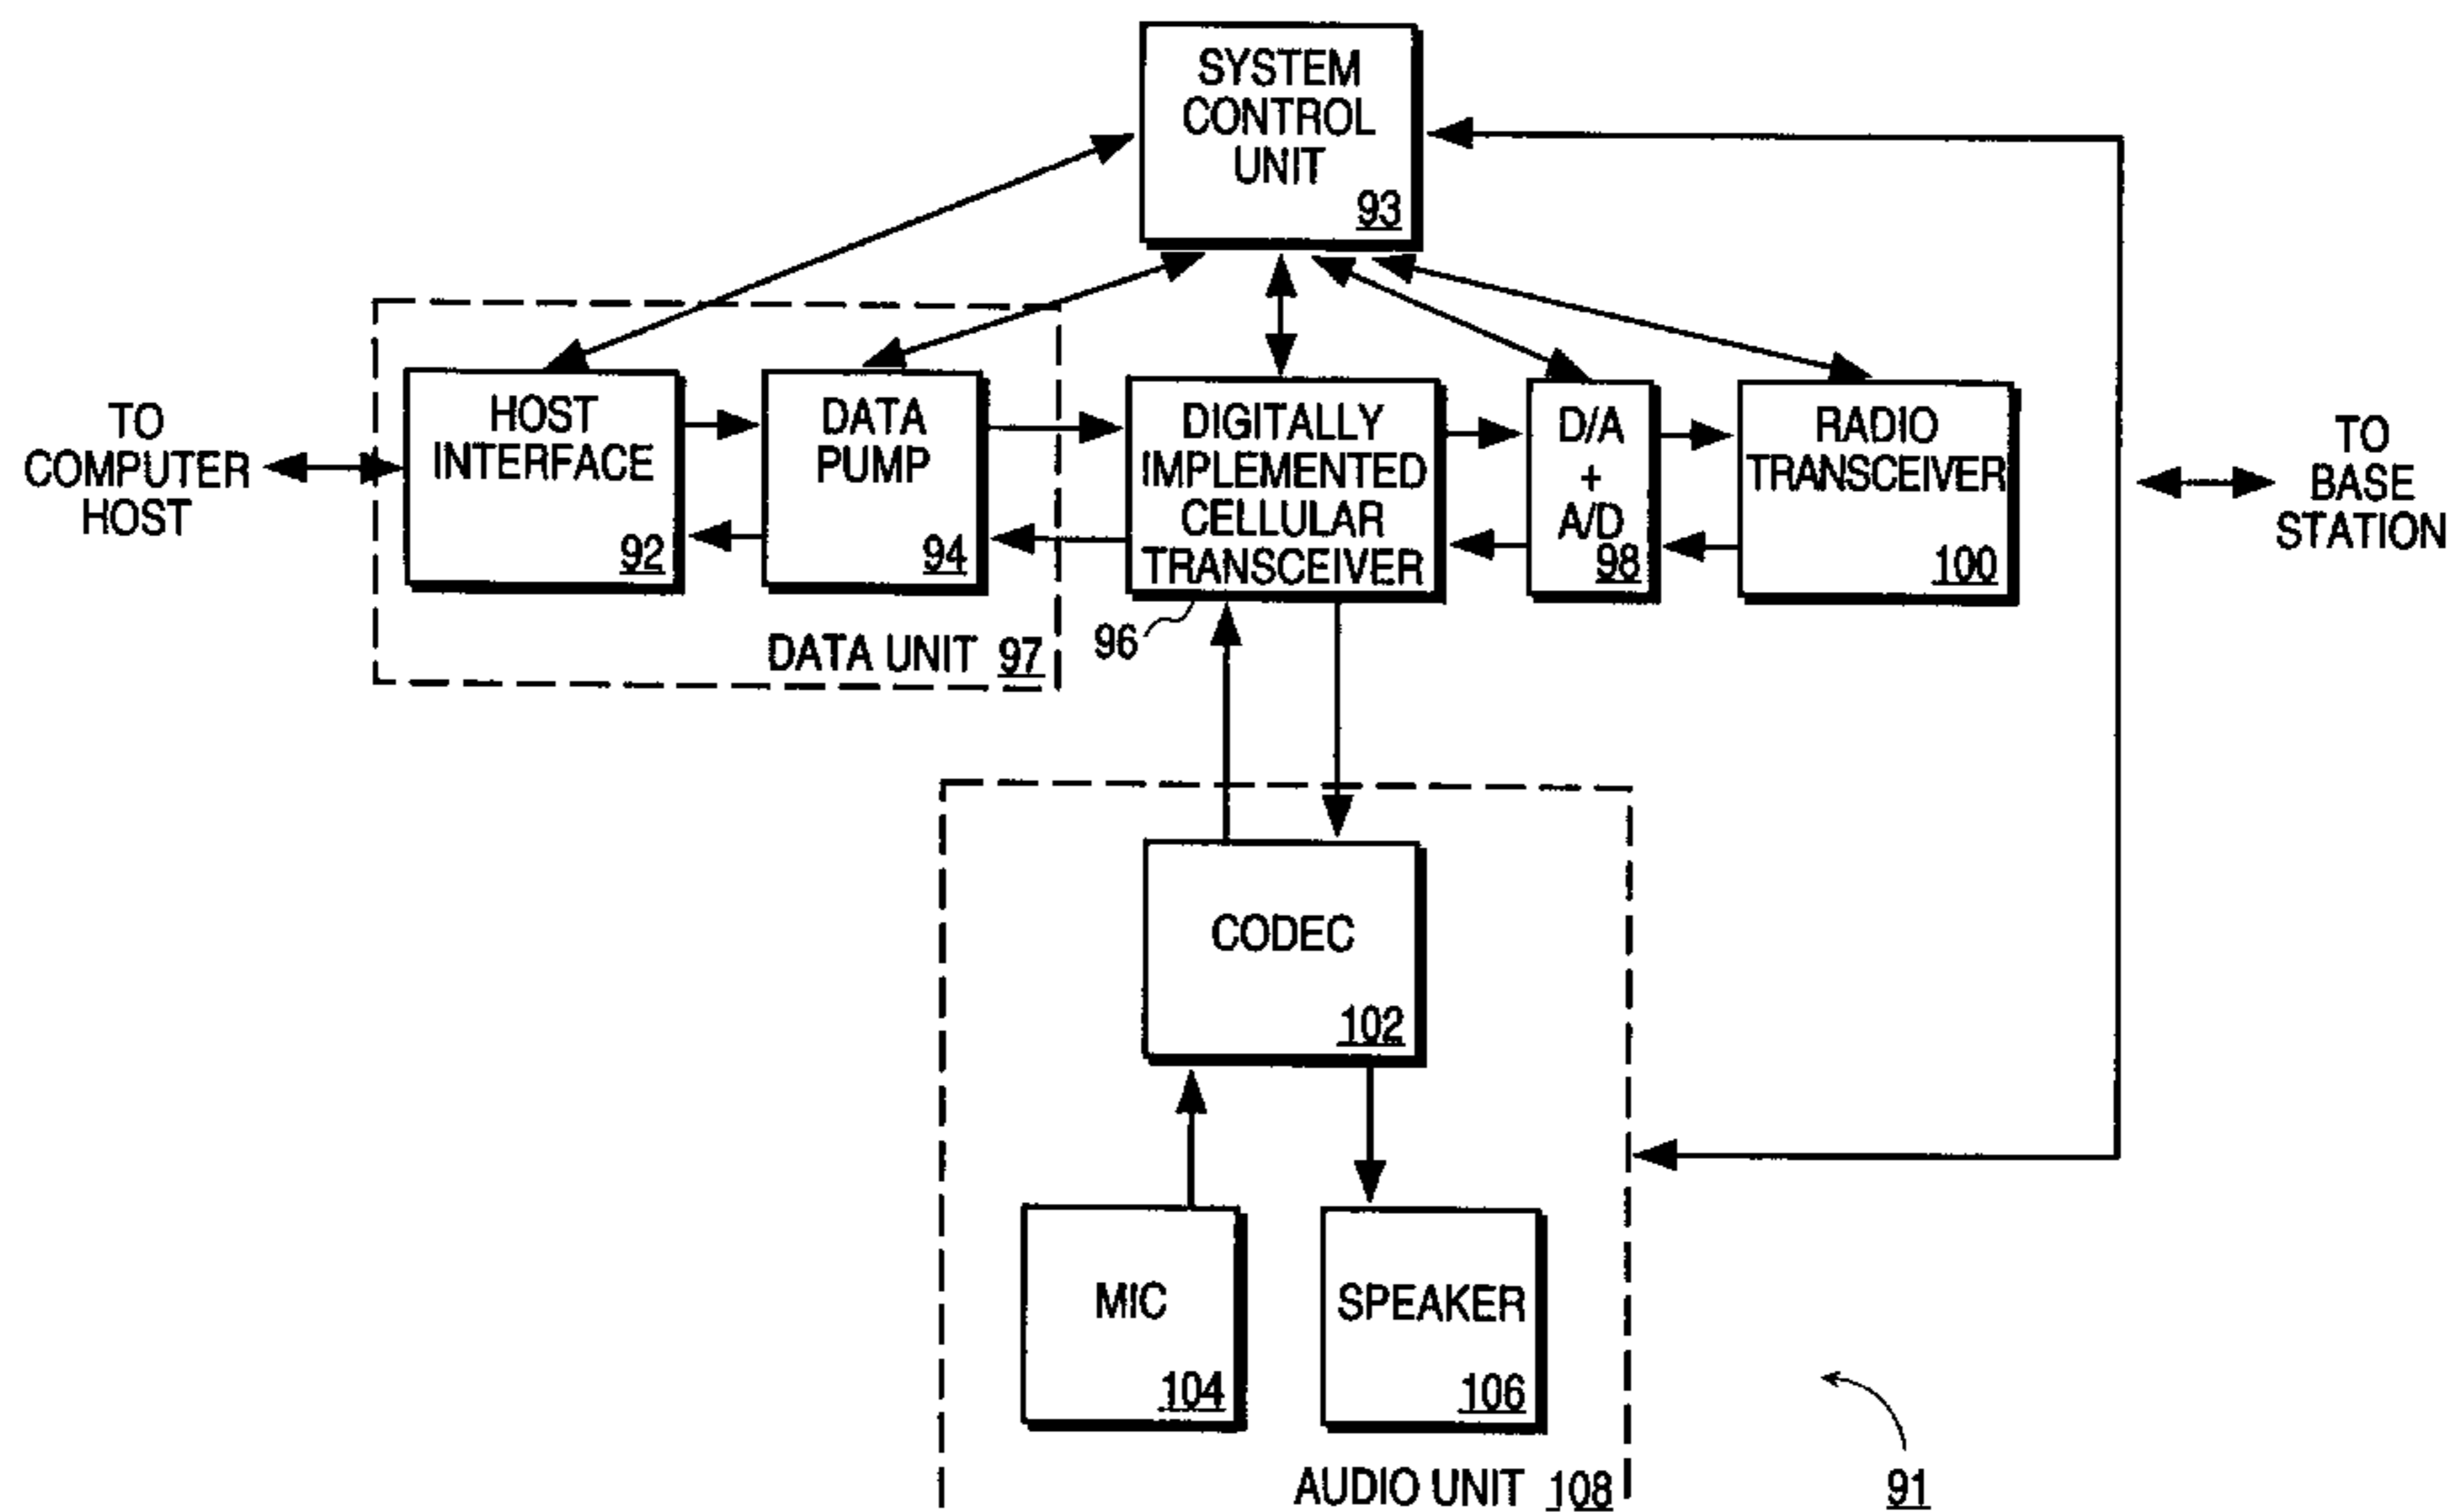 SYSTEM
CONTROL
UNIT
93
TO
COMPUTER
HOST
HOST
INTERFACE
92
DATA
PUMP
94
DATA UNIT 97
DIGITALLY
IMPLEMENTED
CELLULAR
TRANSCEIVER
96
D/A
+
A/D
98
RADIO
TRANSCEIVER
100
TO
BASE
STATION
CODEC
102
MIC
104
SPEAKER
106
AUDIO UNIT 108
91